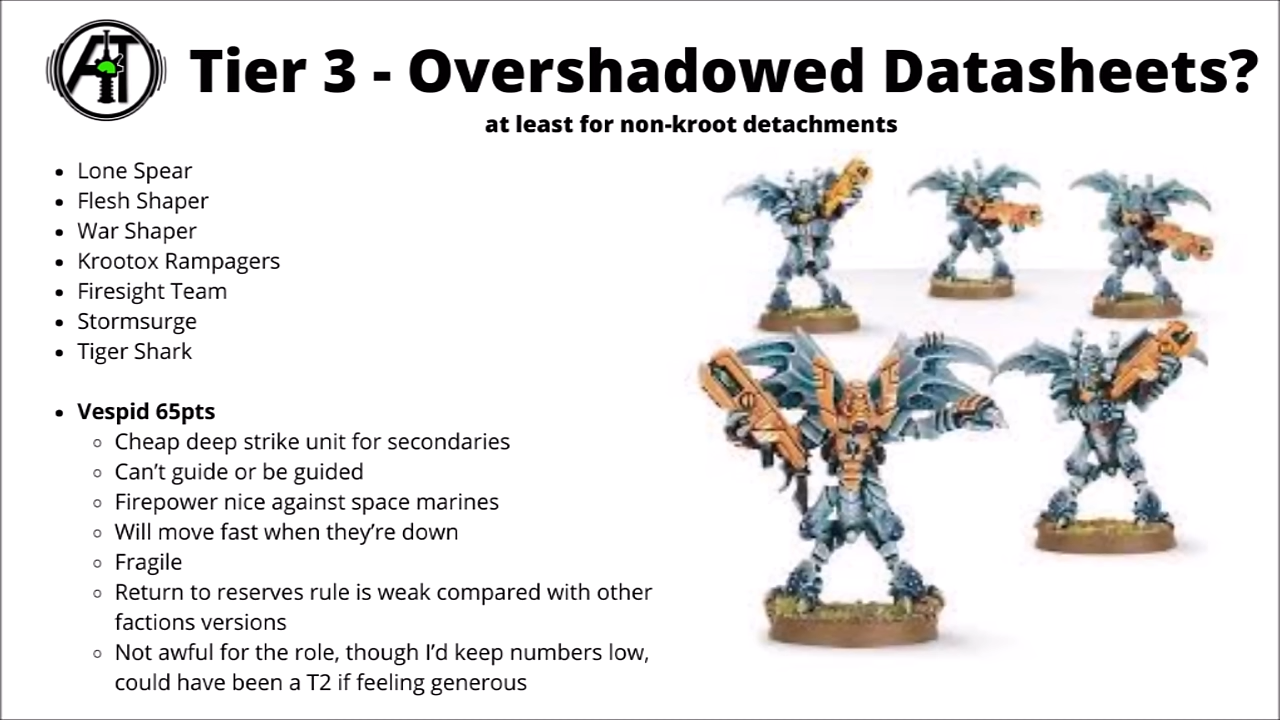 AT
Tier 3 - Overshadowed Datasheets?
at least for non-kroot detachments
• Lone Spear
• Flesh Shaper
• War Shaper
• Krootox Rampagers
• Firesight Team
• Stormsurge
• Tiger Shark
• Vespid 65pts
◦ Cheap deep strike unit for secondaries
◦ Can’t guide or be guided
◦ Firepower nice against space marines
◦ Will move fast when they’re down
◦ Fragile
◦ Return to reserves rule is weak compared with other
factions versions
◦ Not awful for the role, though I’d keep numbers low,
could have been a T2 if feeling generous